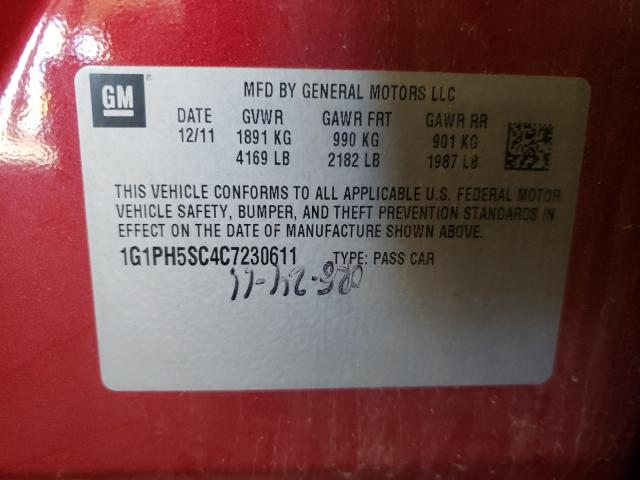 GM ®
MFD BY GENERAL MOTORS LLC
DATE GVWR GAWR FRT GAWR RR
12/11 1891 KG 990 KG 901 KG
4169 LB 2182 LB 1987 LB
THIS VEHICLE CONFORMS TO ALL APPLICABLE U.S. FEDERAL MOTOR
VEHICLE SAFETY, BUMPER, AND THEFT PREVENTION STANDARDS IN
EFFECT ON THE DATE OF MANUFACTURE SHOWN ABOVE.
1G1PH5SC4C7230611 TYPE: PASS CAR